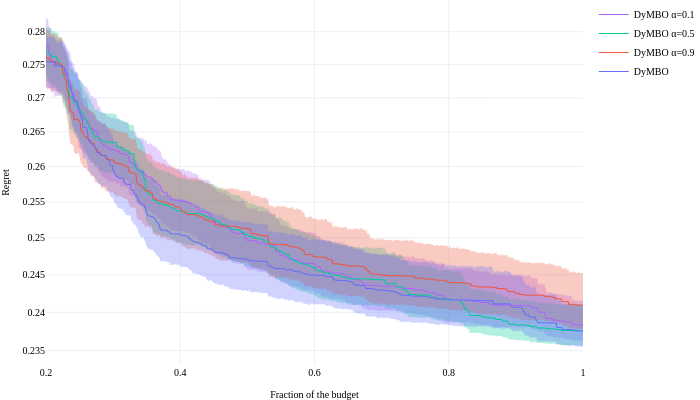 DyMBO α=0.1
DyMBO α=0.5
DyMBO α=0.9
DyMBO
0.28
0.275
0.27
0.265
0.26
0.255
0.25
0.245
0.24
0.235
Regret
0.2 0.4 0.6 0.8 1
Fraction of the budget